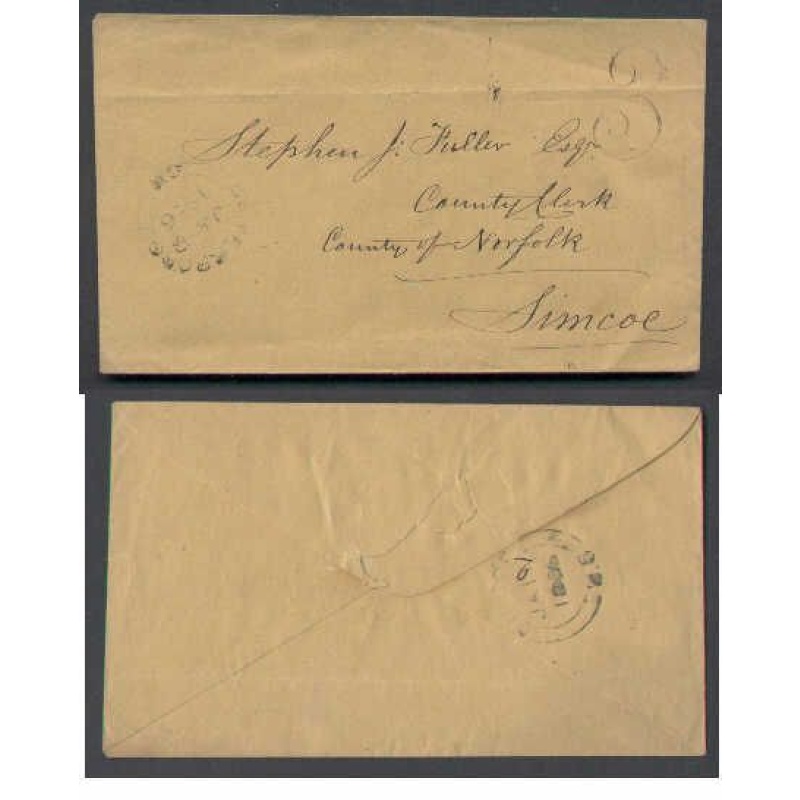 Stephen J: Fuller Esqr
County Clerk
County of Norfolk
Simcoe